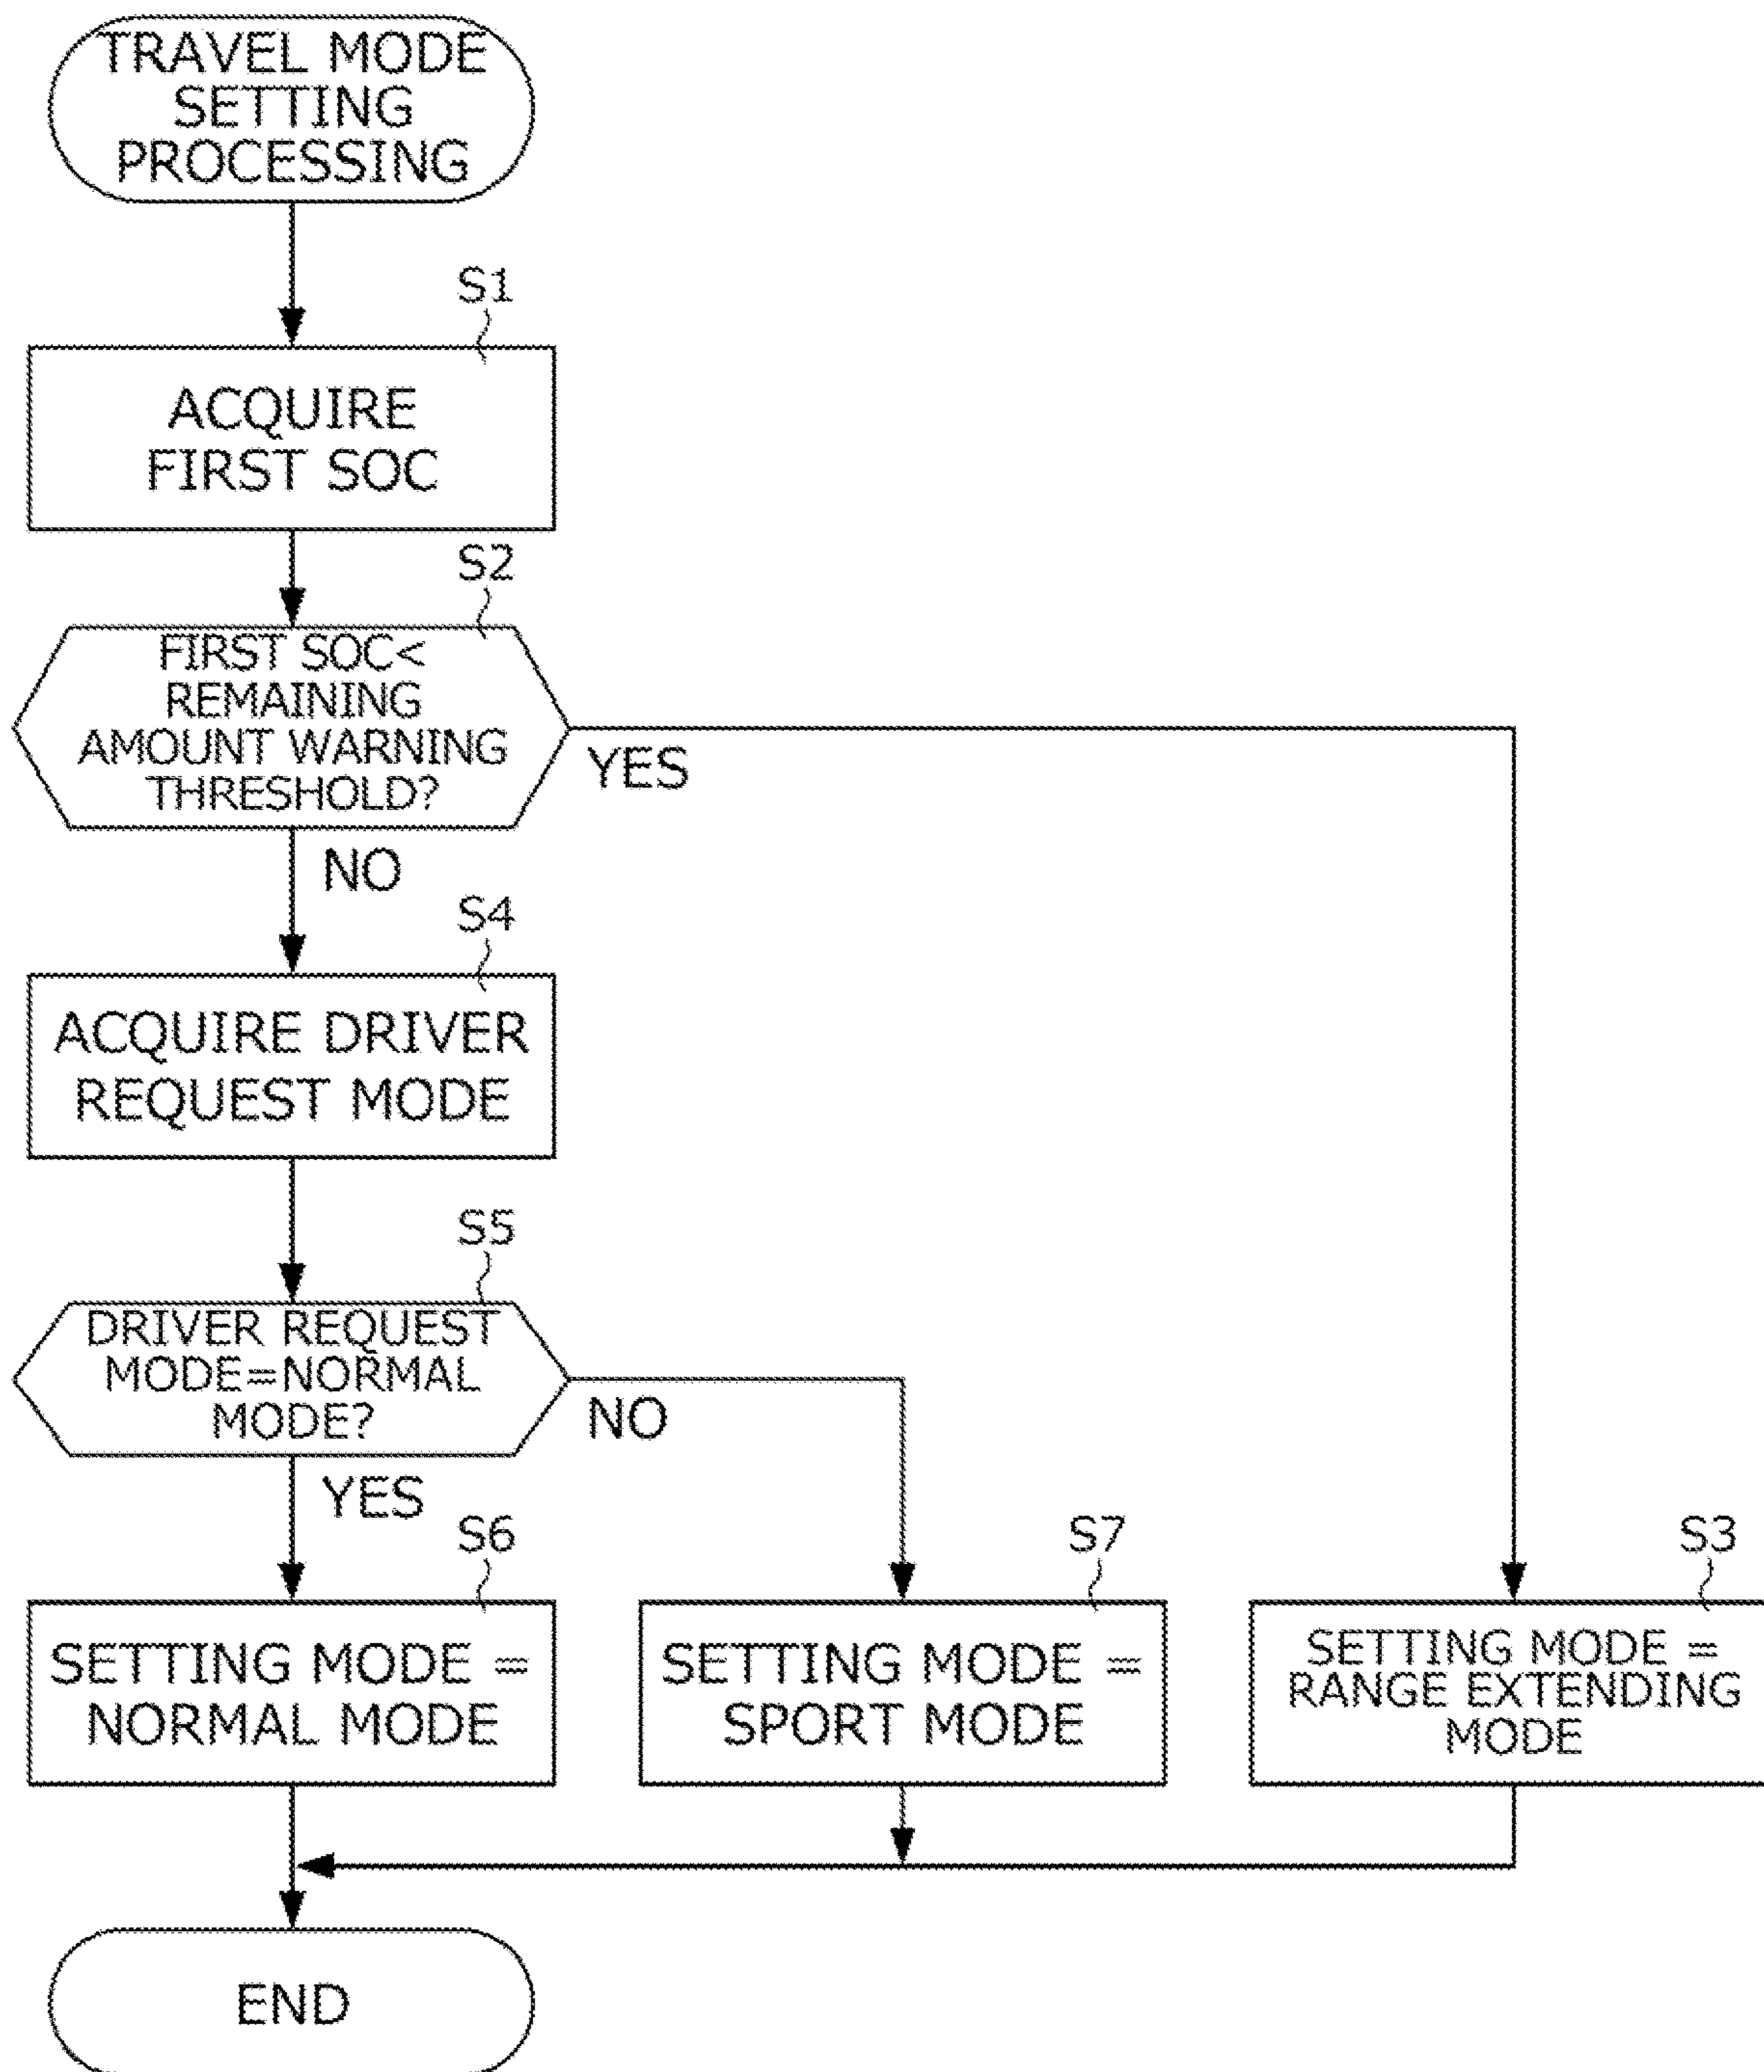 TRAVEL MODE
SETTING
PROCESSING
S1
ACQUIRE
FIRST SOC
S2
FIRST SOC<
REMAINING
AMOUNT WARNING
THRESHOLD?
YES
NO
S4
ACQUIRE DRIVER
REQUEST MODE
S5
DRIVER REQUEST
MODE=NORMAL
MODE?
NO
YES
S6
SETTING MODE =
NORMAL MODE
S7
SETTING MODE =
SPORT MODE
S3
SETTING MODE =
RANGE EXTENDING
MODE
END